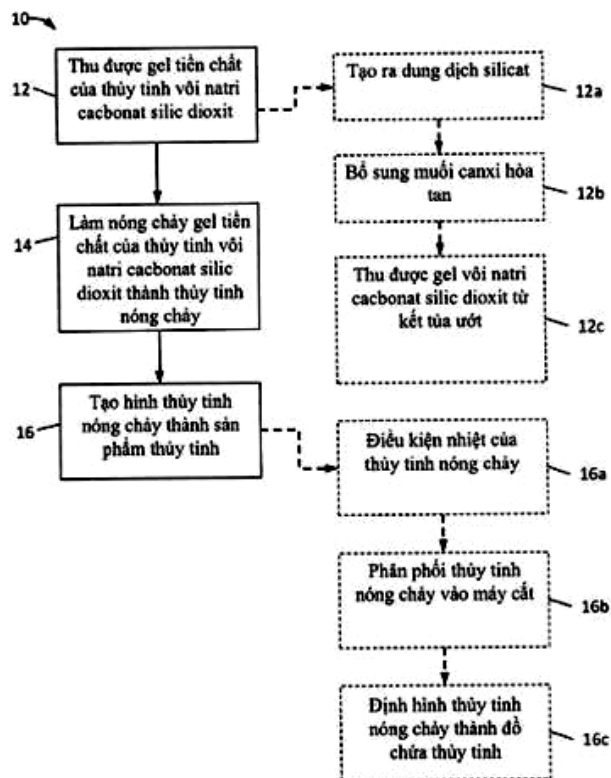 10
Thu được gel tiền chất
của thủy tinh vôi natri
cacbonat silic dioxit
12
Tạo ra dung dịch silicat
12a
Bổ sung muối canxi hòa
tan
12b
Làm nóng chảy gel tiền
chất của thủy tinh vôi
natri cacbonat silic
dioxit thành thủy tinh
nóng chảy
14
Thu được gel vôi natri
cacbonat silic dioxit từ
kết tủa ướt
12c
Tạo hình thủy tinh
nóng chảy thành sản
phẩm thủy tinh
16
Điều kiện nhiệt của
thủy tinh nóng chảy
16a
Phân phối thủy tinh
nóng chảy vào máy cắt
16b
Định hình thủy tinh
nóng chảy thành đồ
chứa thủy tinh
16c